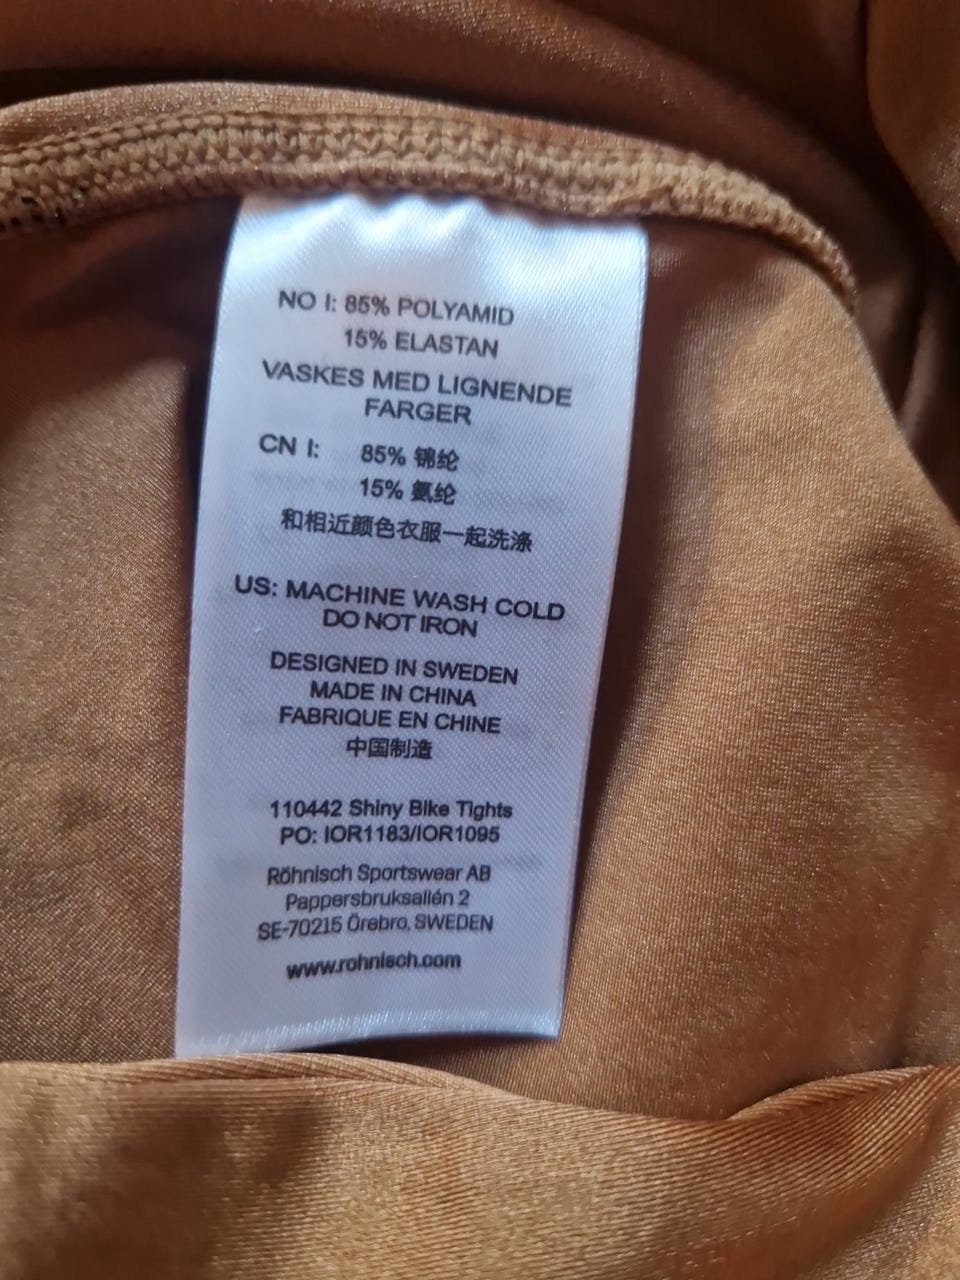 NO I: 85% POLYAMID
15% ELASTAN
VASKES MED LIGNENDE
FARGER
CN I: 85% 锦纶
15% 氨纶
和相近颜色衣服一起洗涤
US: MACHINE WASH COLD
DO NOT IRON
DESIGNED IN SWEDEN
MADE IN CHINA
FABRIQUE EN CHINE
中国制造
110442 Shiny Bike Tights
PO: IOR1183/IOR1095
Röhnisch Sportswear AB
Pappersbruksallén 2
SE-70215 Örebro, SWEDEN
www.rohnisch.com